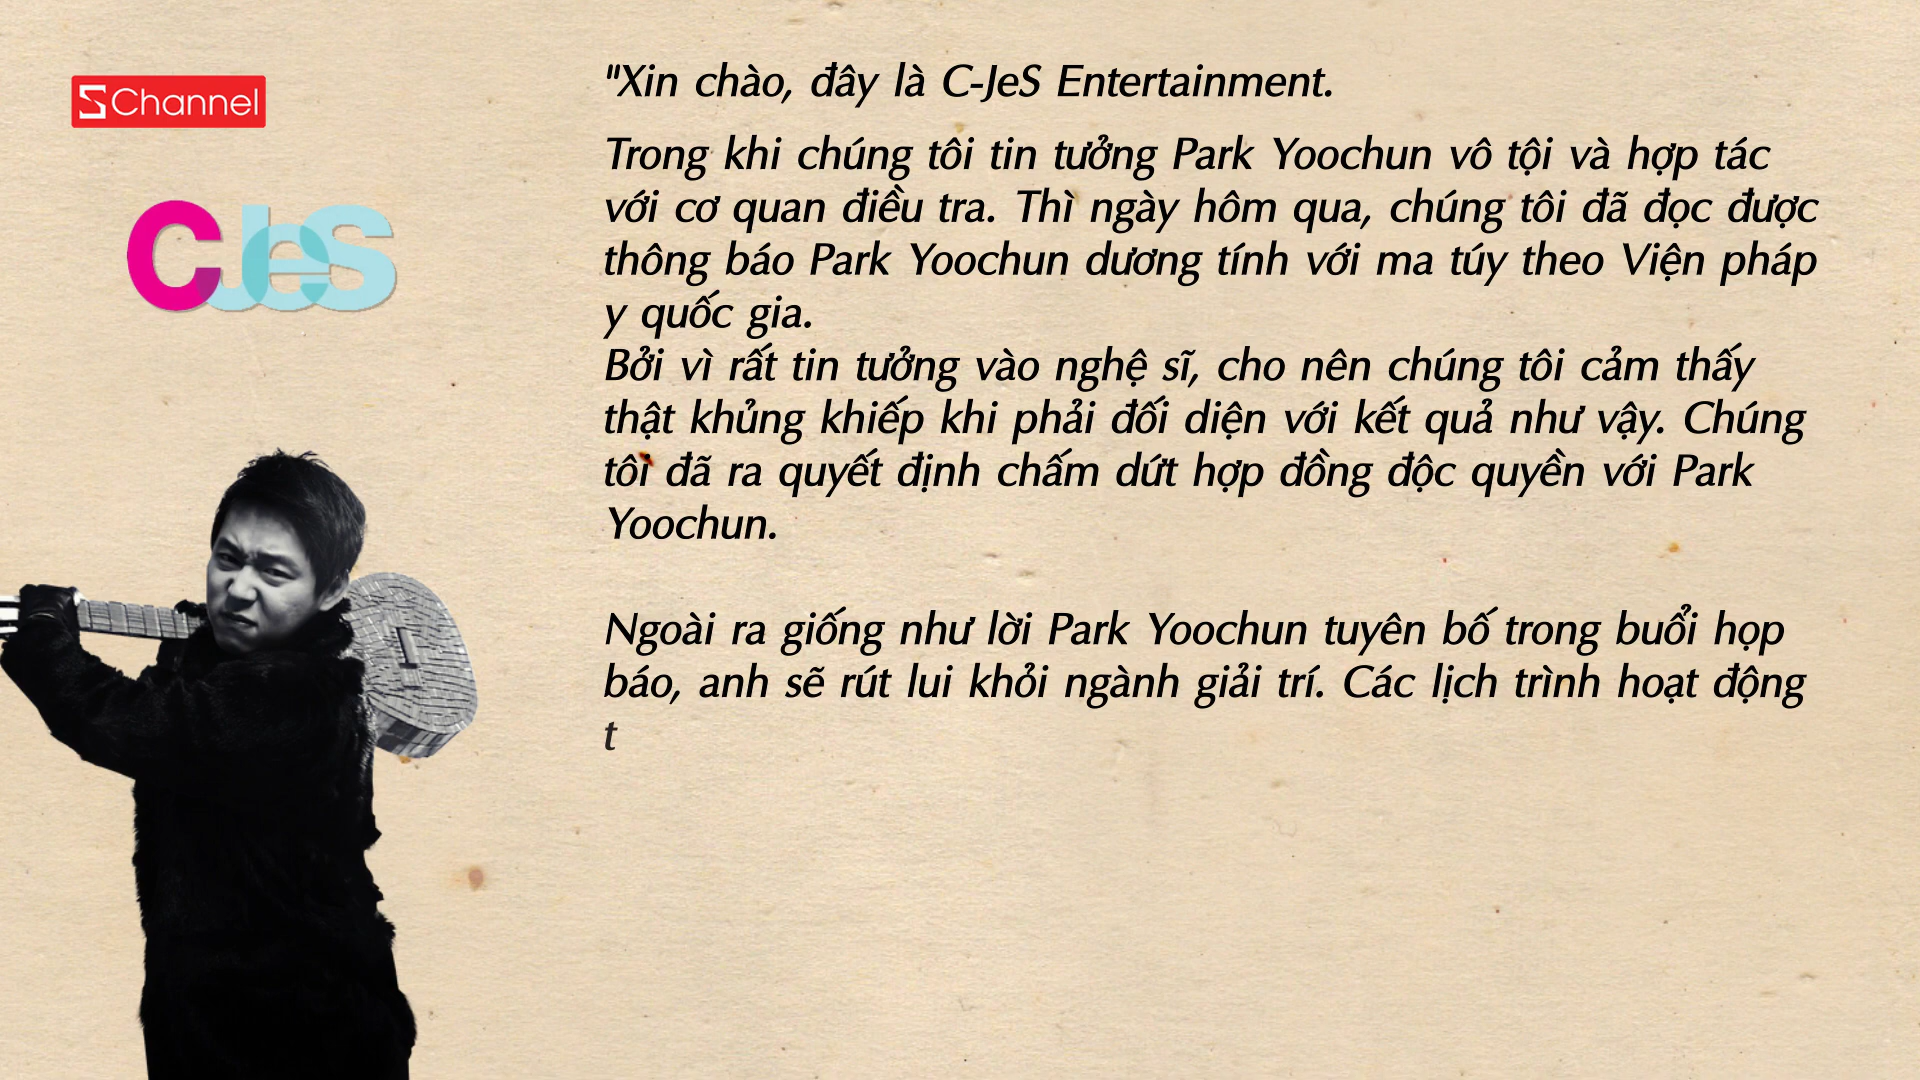 Channel
CJeS
"Xin chào, đây là C-JeS Entertainment.
Trong khi chúng tôi tin tưởng Park Yoochun vô tội và hợp tác
với cơ quan điều tra. Thì ngày hôm qua, chúng tôi đã đọc được
thông báo Park Yoochun dương tính với ma túy theo Viện pháp
y quốc gia.
Bởi vì rất tin tưởng vào nghệ sĩ, cho nên chúng tôi cảm thấy
thật khủng khiếp khi phải đối diện với kết quả như vậy. Chúng
tôi đã ra quyết định chấm dứt hợp đồng độc quyền với Park
Yoochun.
Ngoài ra giống như lời Park Yoochun tuyên bố trong buổi họp
báo, anh sẽ rút lui khỏi ngành giải trí. Các lịch trình hoạt động
t